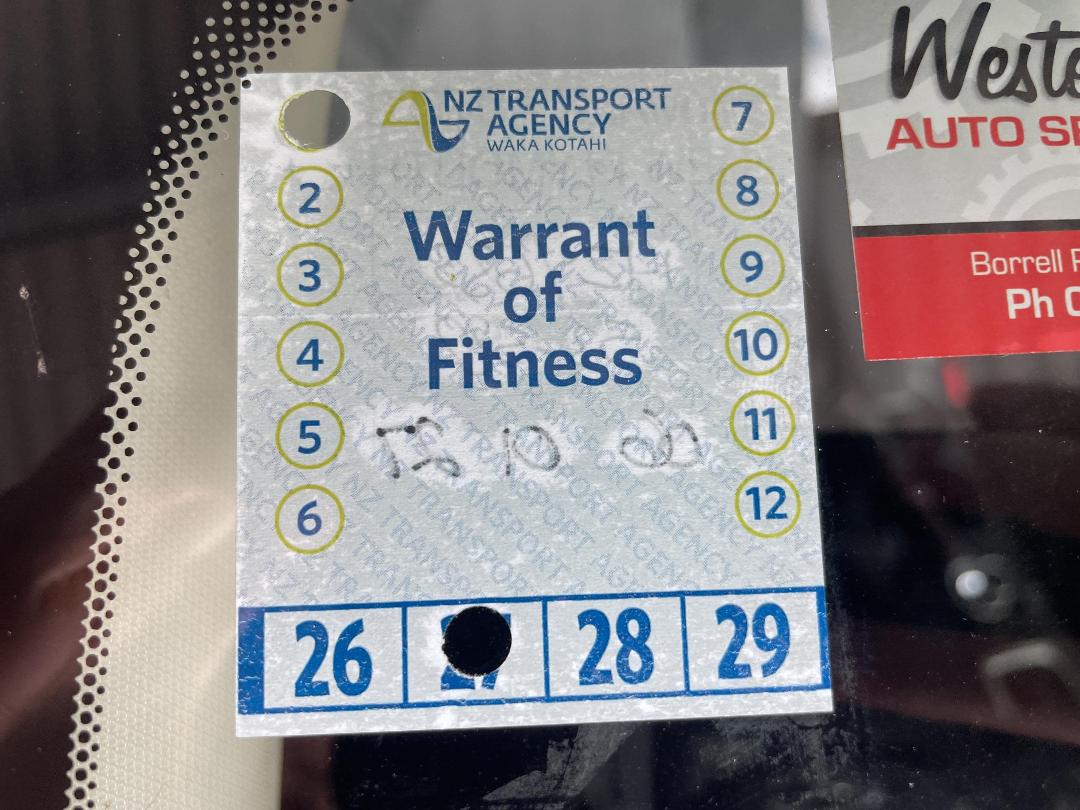 NZ TRANSPORT
AGENCY
WAKA KOTAHI
Warrant
of
Fitness
2
3
4
5
6
7
8
9
10
11
12
26
28
29
AUTO
Borrell
Ph